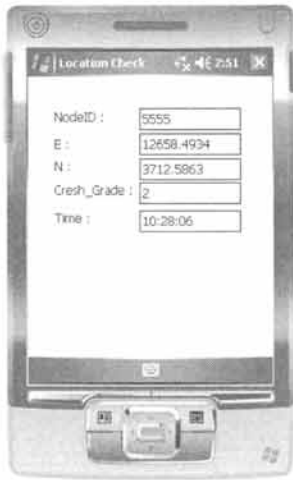 Location Check 2:51
NodeID : 5555
E : 12658.4934
N : 3712.5863
Cresh_Grade : 2
Time : 10:28:06